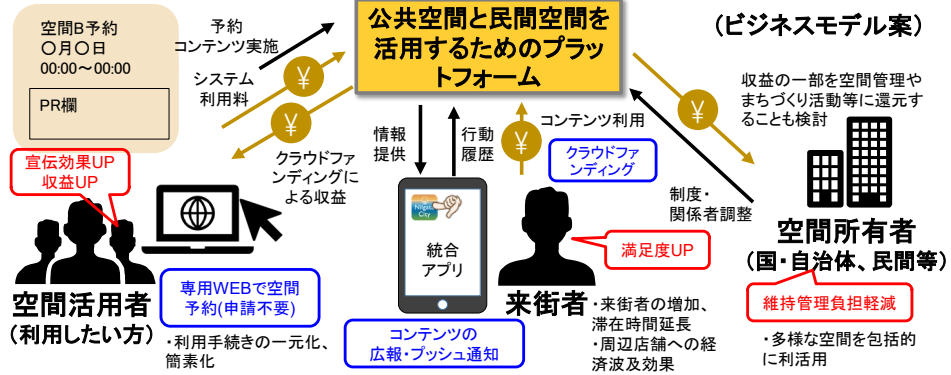 空間B予約
〇月〇日
00:00～00:00
PR欄
予約
コンテンツ実施
システム
利用料
公共空間と民間空間を
活用するためのプラッ
トフォーム
(ビジネスモデル案)
収益の一部を空間管理や
まちづくり活動等に還元す
ることも検討
¥
¥
¥
¥
宣伝効果UP
収益UP
クラウドファ
ンディングに
よる収益
情報
提供
行動
履歴
コンテンツ利用
クラウドファ
ンディング
制度・
関係者調整
Niigata
City
統合
アプリ
満足度UP
空間活用者
(利用したい方)
専用WEBで空間
予約(申請不要)
・利用手続きの一元化、
簡素化
コンテンツの
広報・プッシュ通知
来街者
・来街者の増加、
滞在時間延長
・周辺店舗への経
済波及効果
空間所有者
(国・自治体、民間等)
維持管理負担軽減
・多様な空間を包括的
に利活用